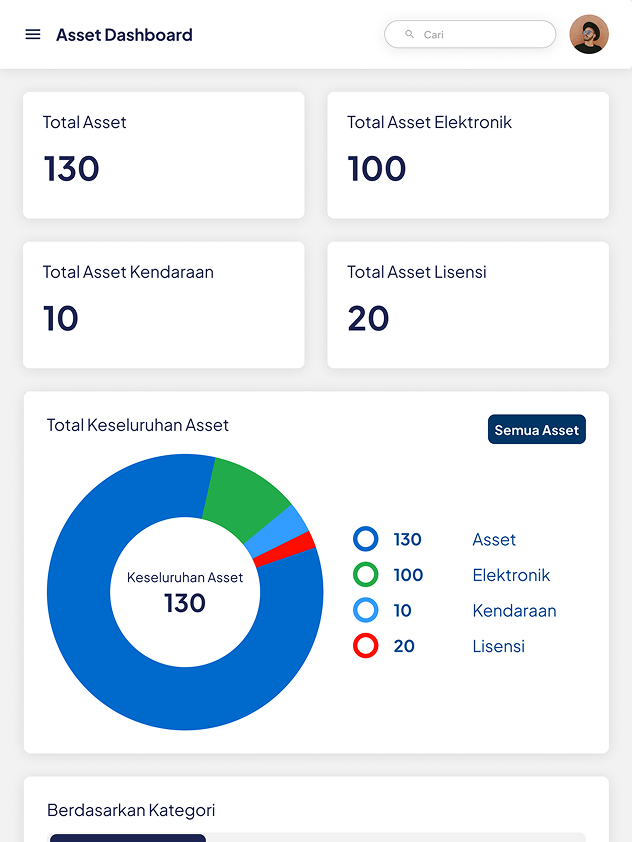 Asset Dashboard
Cari
Total Asset
130
Total Asset Elektronik
100
Total Asset Kendaraan
10
Total Asset Lisensi
20
Total Keseluruhan Asset
Semua Asset
Keseluruhan Asset
130
130 Asset
100 Elektronik
10 Kendaraan
20 Lisensi
Berdasarkan Kategori